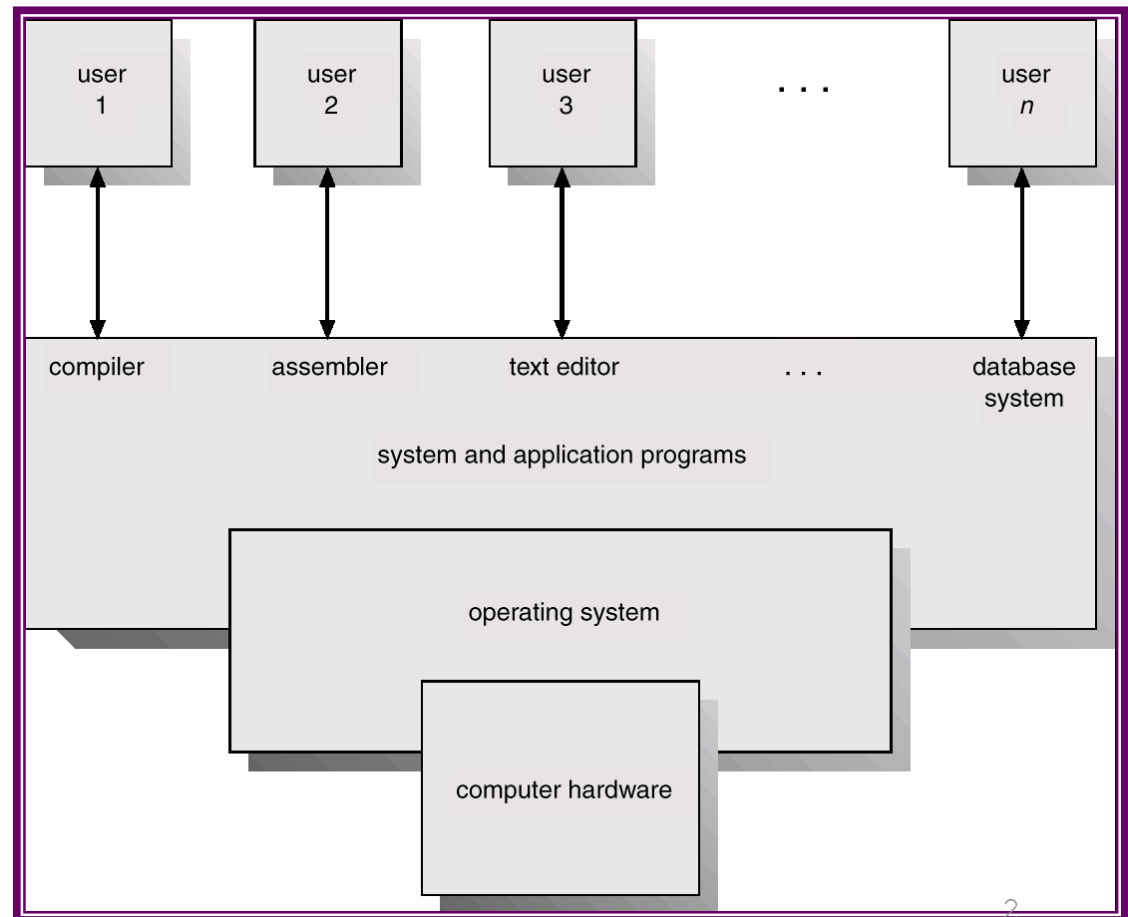 user
1
user
2
user
3
. . .
user
n
compiler
assembler
text editor
. . .
database
system
system and application programs
operating system
computer hardware
2